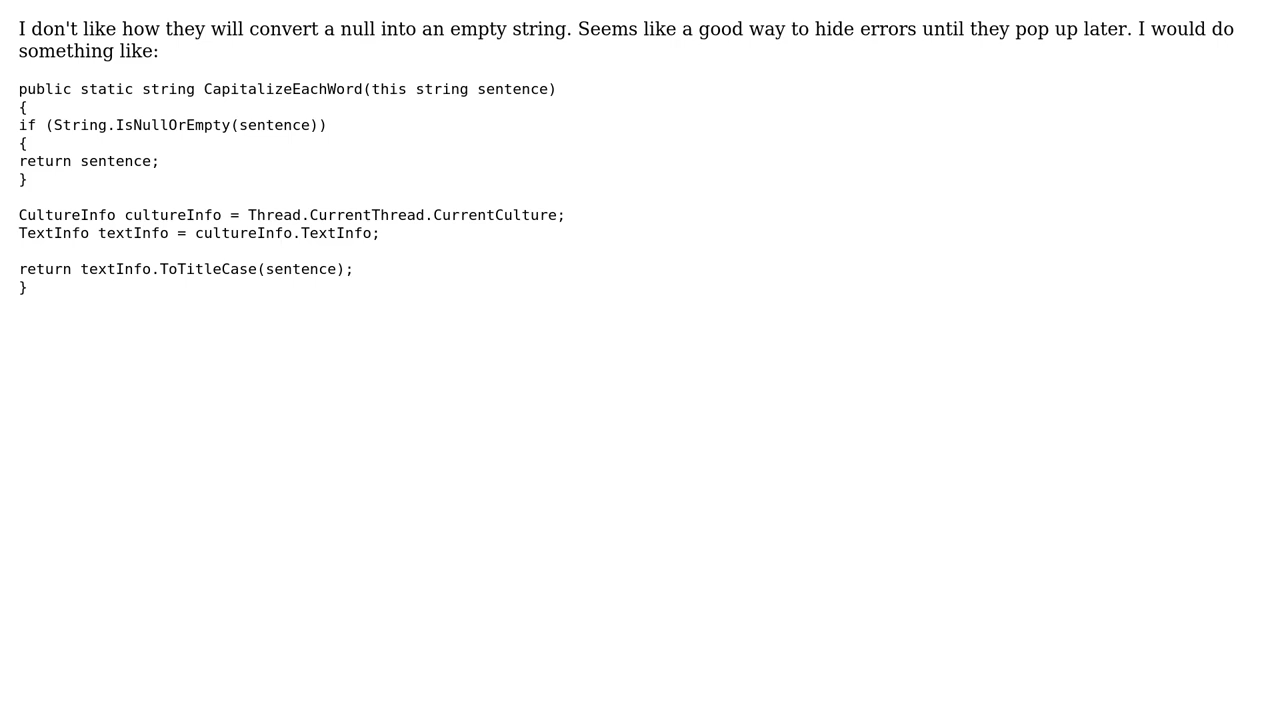 I don't like how they will convert a null into an empty string. Seems like a good way to hide errors until they pop up later. I would do
something like:
public static string CapitalizeEachWord(this string sentence)
{
if (String.IsNullOrEmpty(sentence))
{
return sentence;
}
CultureInfo cultureInfo = Thread.CurrentThread.CurrentCulture;
TextInfo textInfo = cultureInfo.TextInfo;
return textInfo.ToTitleCase(sentence);
}